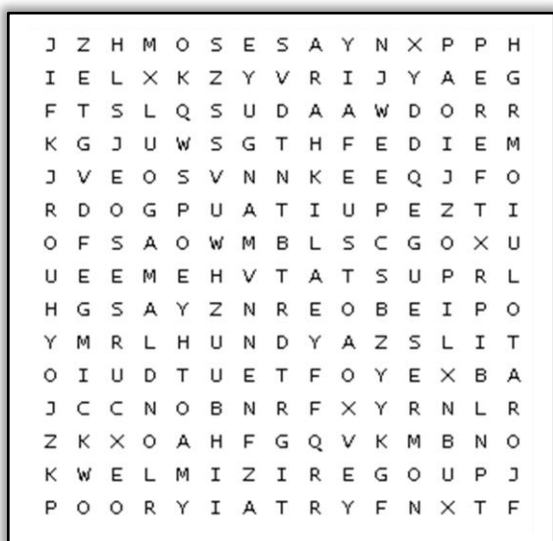 J Z H M O S E S A Y N X P P H
I E L X K Z Y V R I J Y A E G
F T S L Q S U D A A W D O R R
K G J U W S G T H F E D I E M
J V E O S V N N K E E Q J F O
R D O G P U A T I U P E Z T I
O F S A O W M B L S C G O X U
U E E M E H V T A T S U P R L
H G S A Y Z N R E O B E I P O
Y M R L H U N D Y A Z S L I T
O I U D T U E T F O Y E X B A
J C C N O B N R F X Y R N L R
Z K X O A H F G Q V K M B N O
K W E L M I Z I R E G O U P J
P O O R Y I A T R Y F N X T F